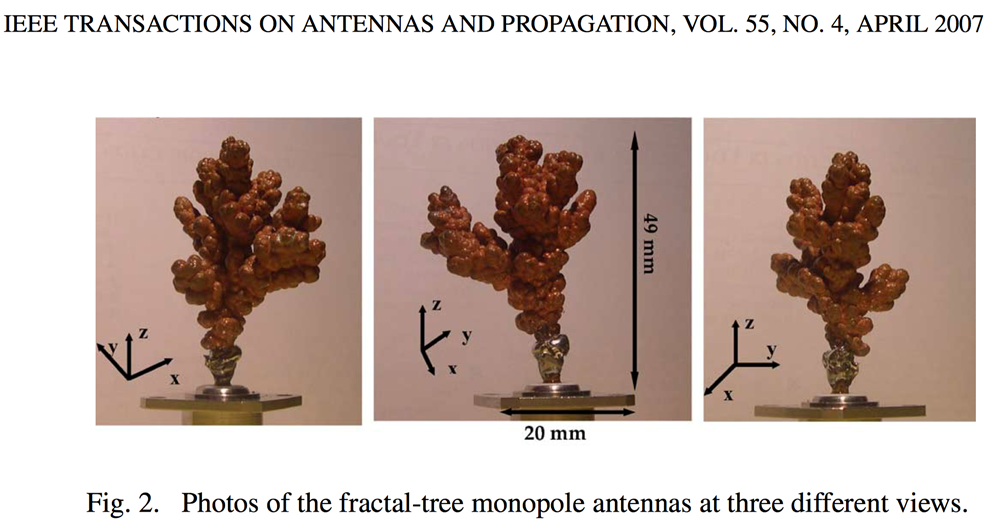 IEEE TRANSACTIONS ON ANTENNAS AND PROPAGATION, VOL. 55, NO. 4, APRIL 2007
z
y
x
z
y
x
49 mm
20 mm
z
y
x
Fig. 2. Photos of the fractal-tree monopole antennas at three different views.